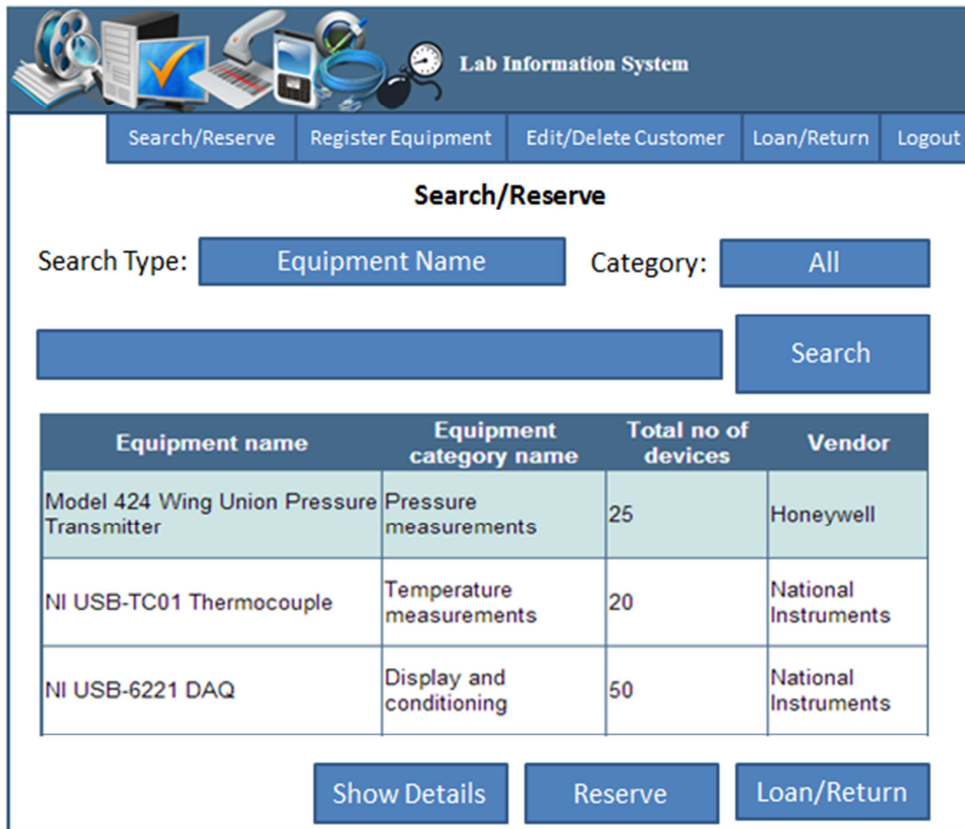 Lab Information System
Search/Reserve Register Equipment Edit/Delete Customer Loan/Return Logout
Search/Reserve
Search Type: Equipment Name Category: All
Search
Equipment name Equipment category name Total no of devices Vendor
Model 424 Wing Union Pressure Transmitter Pressure measurements 25 Honeywell
NI USB-TC01 Thermocouple Temperature measurements 20 National Instruments
NI USB-6221 DAQ Display and conditioning 50 National Instruments
Show Details Reserve Loan/Return